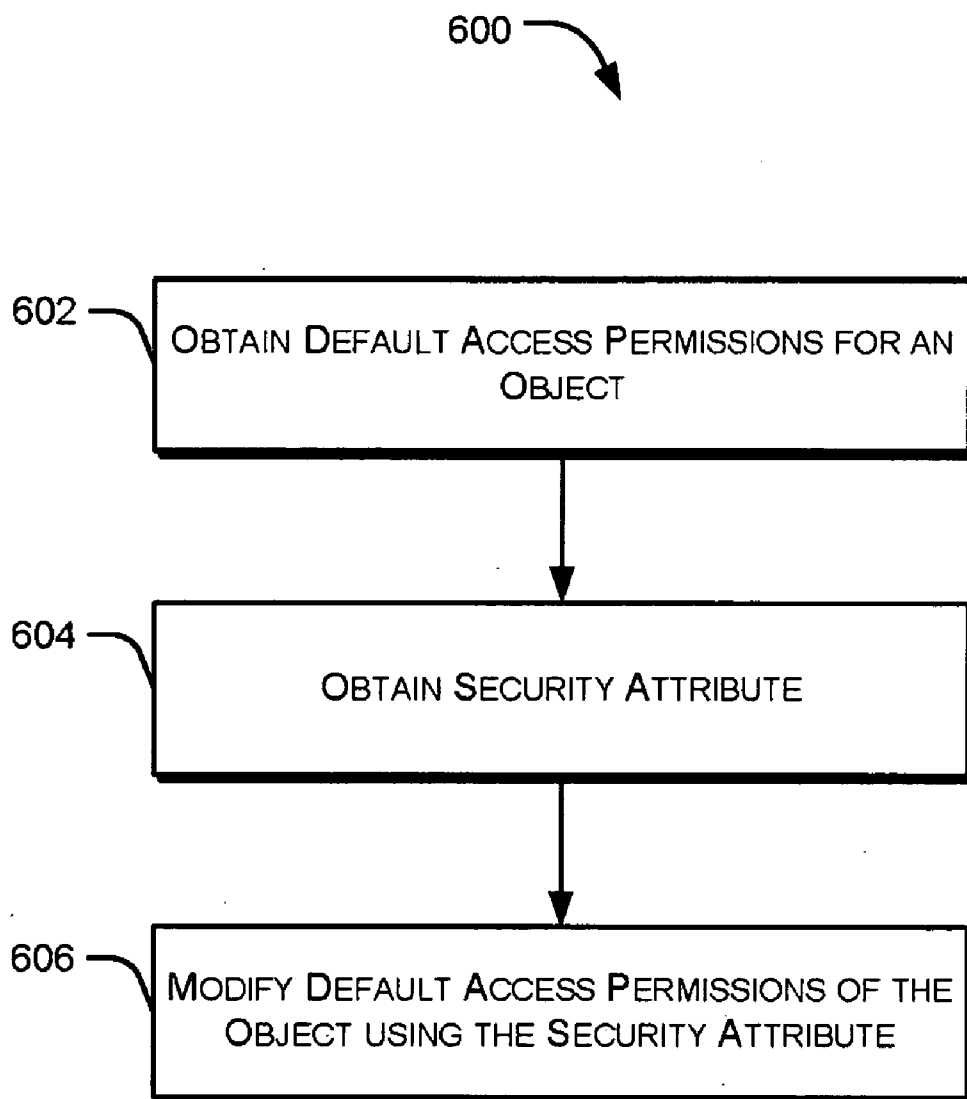 600
602
OBTAIN DEFAULT ACCESS PERMISSIONS FOR AN
OBJECT
604
OBTAIN SECURITY ATTRIBUTE
606
MODIFY DEFAULT ACCESS PERMISSIONS OF THE
OBJECT USING THE SECURITY ATTRIBUTE